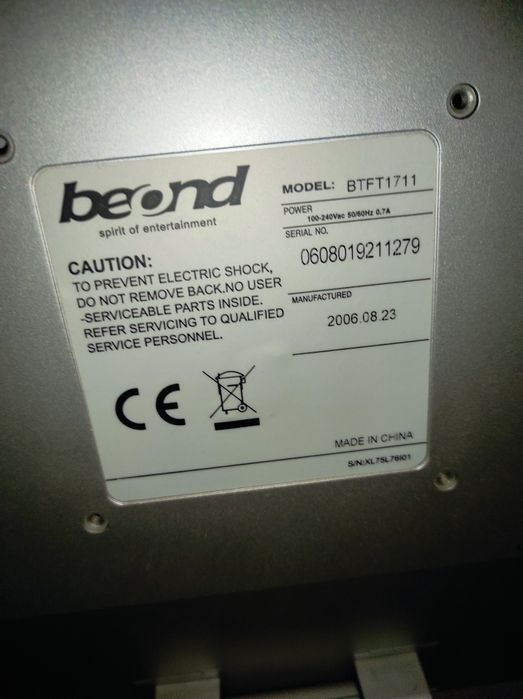 beond
spirit of entertainment
CAUTION:
TO PREVENT ELECTRIC SHOCK,
DO NOT REMOVE BACK.NO USER
-SERVICEABLE PARTS INSIDE.
REFER SERVICING TO QUALIFIED
SERVICE PERSONNEL.
CE
MODEL: BTFT1711
POWER
100-240Vac 50/60Hz 0.7A
SERIAL NO.
0608019211279
MANUFACTURED
2006.08.23
MADE IN CHINA
S/N:XL75L76I01